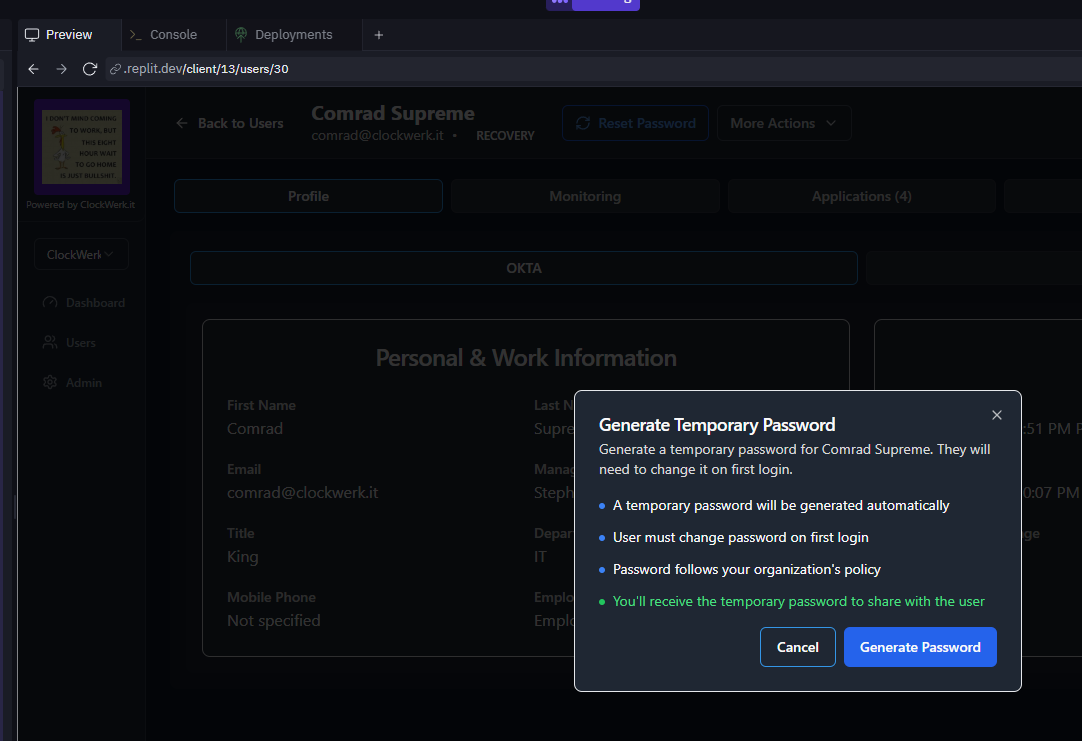 Preview
Console
Deployments
.replit.dev/client/13/users/30
I DON'T MIND COMING
TO WORK, BUT
THIS EIGHT
HOUR WAIT
TO GO HOME
IS JUST BULLSHIT.
Powered by ClockWerk.it
ClockWerk
Dashboard
Users
Admin
Back to Users
Comrad Supreme
comrad@clockwerk.it • RECOVERY
Reset Password
More Actions
Profile
Monitoring
Applications (4)
OKTA
Personal & Work Information
First Name
Comrad
Last N
Supre
Email
comrad@clockwerk.it
Manag
Steph
Title
King
Depar
IT
Mobile Phone
Not specified
Emplo
Emplo
:51 PM
0:07 PM
ge
Generate Temporary Password
Generate a temporary password for Comrad Supreme. They will
need to change it on first login.
A temporary password will be generated automatically
User must change password on first login
Password follows your organization's policy
You'll receive the temporary password to share with the user
Cancel
Generate Password